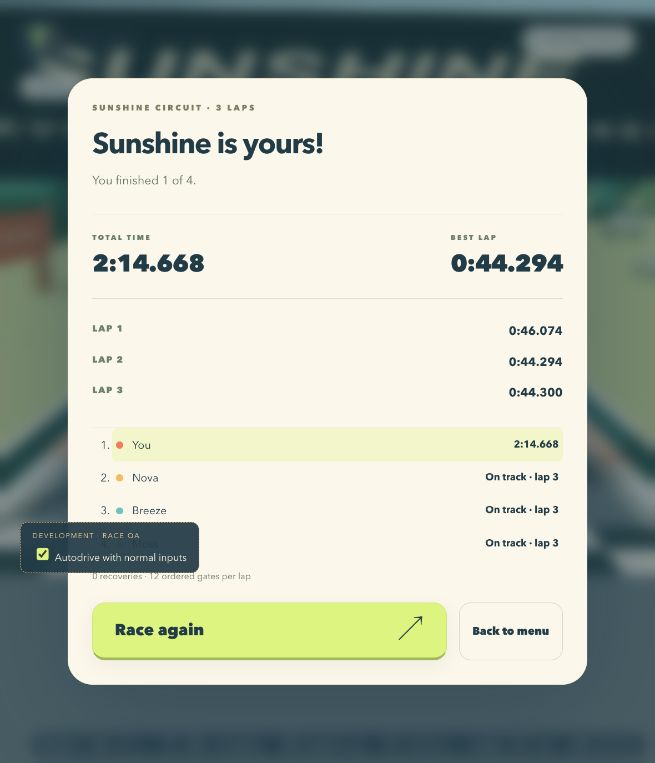 SUNSHINE
SUNSHINE CIRCUIT · 3 LAPS
Sunshine is yours!
You finished 1 of 4.
TOTAL TIME
BEST LAP
2:14.668
0:44.294
LAP 1
0:46.074
LAP 2
0:44.294
LAP 3
0:44.300
1. You 2:14.668
2. Nova On track · lap 3
3. Breeze On track · lap 3
On track · lap 3
DEVELOPMENT · RACE QA
Autodrive with normal inputs
0 recoveries · 12 ordered gates per lap
Race again
Back to menu